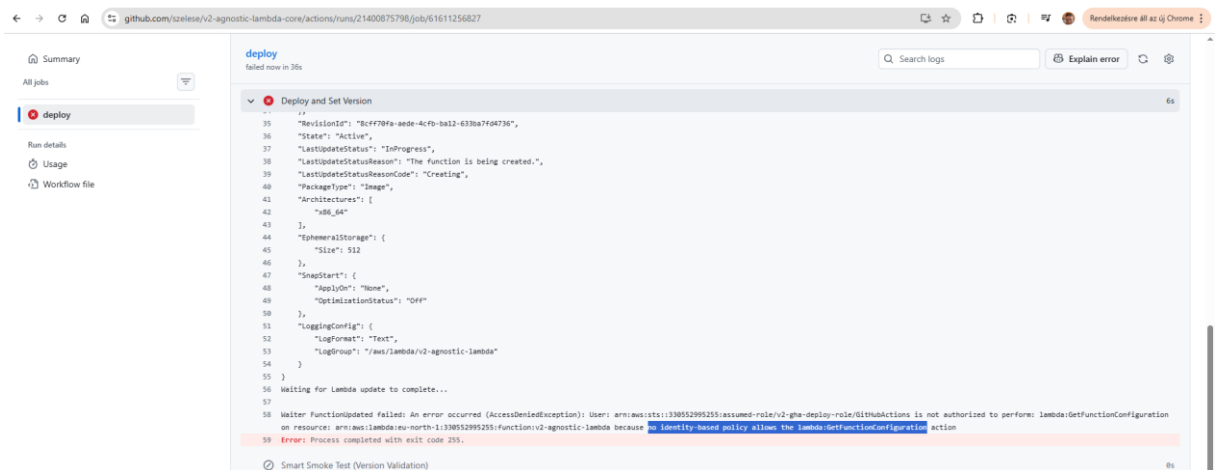 github.com/szelese/v2-agnostic-lambda-core/actions/runs/21400875798/job/61611256827
Rendelkezésre áll az új Chrome
Summary
All jobs
deploy
Run details
Usage
Workflow file
deploy
failed now in 36s
Search logs
Explain error
Deploy and Set Version
6s
35 "RevisionId": "8cff70fa-aede-4cfb-ba12-633ba7fd4736",
36 "State": "Active",
37 "LastUpdateStatus": "InProgress",
38 "LastUpdateStatusReason": "The function is being created.",
39 "LastUpdateStatusReasonCode": "Creating",
40 "PackageType": "Image",
41 "Architectures": [
42 "x86_64"
43 ],
44 "EphemeralStorage": {
45 "Size": 512
46 },
47 "SnapStart": {
48 "ApplyOn": "None",
49 "OptimizationStatus": "Off"
50 },
51 "LoggingConfig": {
52 "LogFormat": "Text",
53 "LogGroup": "/aws/lambda/v2-agnostic-lambda"
54 }
55 }
56 Waiting for Lambda update to complete...
57
58 Waiter FunctionUpdated failed: An error occurred (AccessDeniedException): User: arn:aws:sts::330552995255:assumed-role/v2-gha-deploy-role/GitHubActions is not authorized to perform: lambda:GetFunctionConfiguration
on resource: arn:aws:lambda:eu-north-1:330552995255:function:v2-agnostic-lambda because no identity-based policy allows the lambda:GetFunctionConfiguration action
59 Error: Process completed with exit code 255.
Smart Smoke Test (Version Validation)
0s